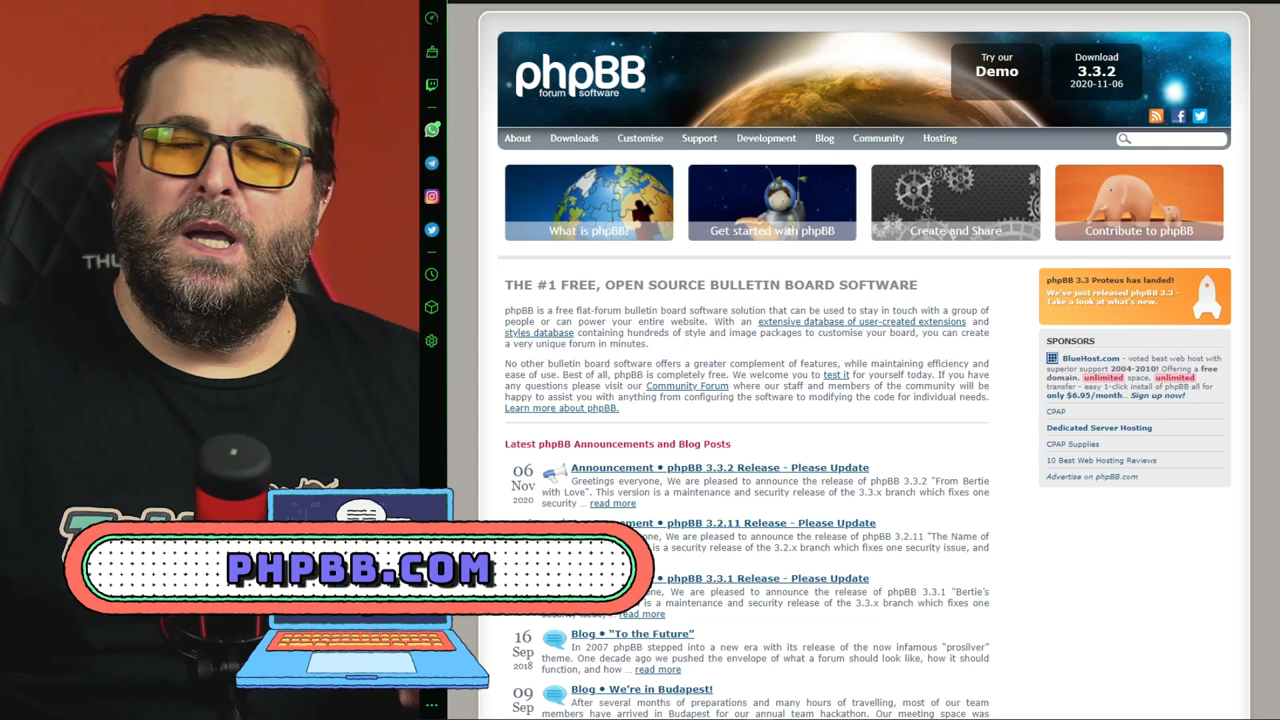 THU
PHPBB.COM
phpBB
forum software
Try our
Demo
Download
3.3.2
2020-11-06
About Downloads Customise Support Development Blog Community Hosting
What is phpBB?
Get started with phpBB
Create and Share
Contribute to phpBB
THE #1 FREE, OPEN SOURCE BULLETIN BOARD SOFTWARE
phpBB is a free flat-forum bulletin board software solution that can be used to stay in touch with a group of
people or can power your entire website. With an extensive database of user-created extensions and
styles database containing hundreds of style and image packages to customise your board, you can create
a very unique forum in minutes.
No other bulletin board software offers a greater complement of features, while maintaining efficiency and
ease of use. Best of all, phpBB is completely free. We welcome you to test it for yourself today. If you have
any questions please visit our Community Forum where our staff and members of the community will be
happy to assist you with anything from configuring the software to modifying the code for individual needs.
Learn more about phpBB.
Latest phpBB Announcements and Blog Posts
06
Nov
2020
Announcement • phpBB 3.3.2 Release - Please Update
Greetings everyone, We are pleased to announce the release of phpBB 3.3.2 "From Bertie
with Love". This version is a maintenance and security release of the 3.3.x branch which fixes one
security ... read more
ment • phpBB 3.2.11 Release - Please Update
one, We are pleased to announce the release of phpBB 3.2.11 "The Name of
is a security release of the 3.2.x branch which fixes one security issue, and
• phpBB 3.3.1 Release - Please Update
one, We are pleased to announce the release of phpBB 3.3.1 "Bertie's
is a maintenance and security release of the 3.3.x branch which fixes one
issue, ... read more
16
Sep
2018
Blog • “To the Future”
In 2007 phpBB stepped into a new era with its release of the now infamous "prosilver"
theme. One decade ago we pushed the envelope of what a forum should look like, how it should
function, and how ... read more
09
Sep
Blog • We're in Budapest!
After several months of preparations and many hours of travelling, most of our team
members have arrived in Budapest for our annual team hackathon. Our meeting space was
phpBB 3.3 Proteus has landed!
We've just released phpBB 3.3 -
Take a look at what's new.
SPONSORS
BlueHost.com - voted best web host with
superior support 2004-2010! Offering a free
domain, unlimited space, unlimited
transfer - easy 1-click install of phpBB all for
only $6.95/month... Sign up now!
CPAP
Dedicated Server Hosting
CPAP Supplies
10 Best Web Hosting Reviews
Advertise on phpBB.com